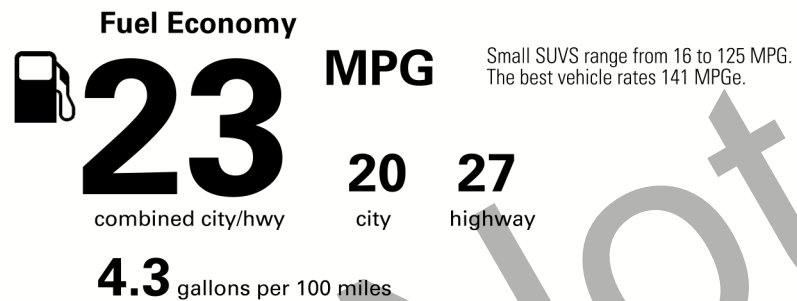 Fuel Economy
23 MPG
Small SUVS range from 16 to 125 MPG.
The best vehicle rates 141 MPGe.
combined city/hwy
20 city
27 highway
4.3 gallons per 100 miles
Not